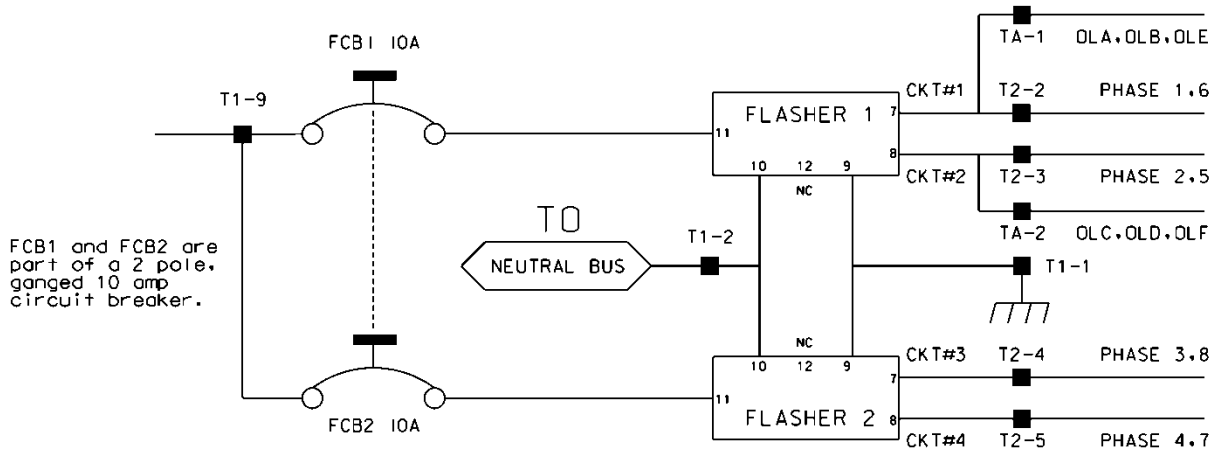 FCB1 10A
TA-1 OLA,OLB,OLE
T1-9
CKT#1 T2-2 PHASE 1,6
FLASHER 1
7
11
8
10 12 9
NC
CKT#2 T2-3 PHASE 2,5
TO
NEUTRAL BUS
T1-2
TA-2 OLC,OLD,OLF
T1-1
FCB1 and FCB2 are
part of a 2 pole,
ganged 10 amp
circuit breaker.
NC
10 12 9
CKT#3 T2-4 PHASE 3,8
7
11
FLASHER 2
8
FCB2 10A
CKT#4 T2-5 PHASE 4,7